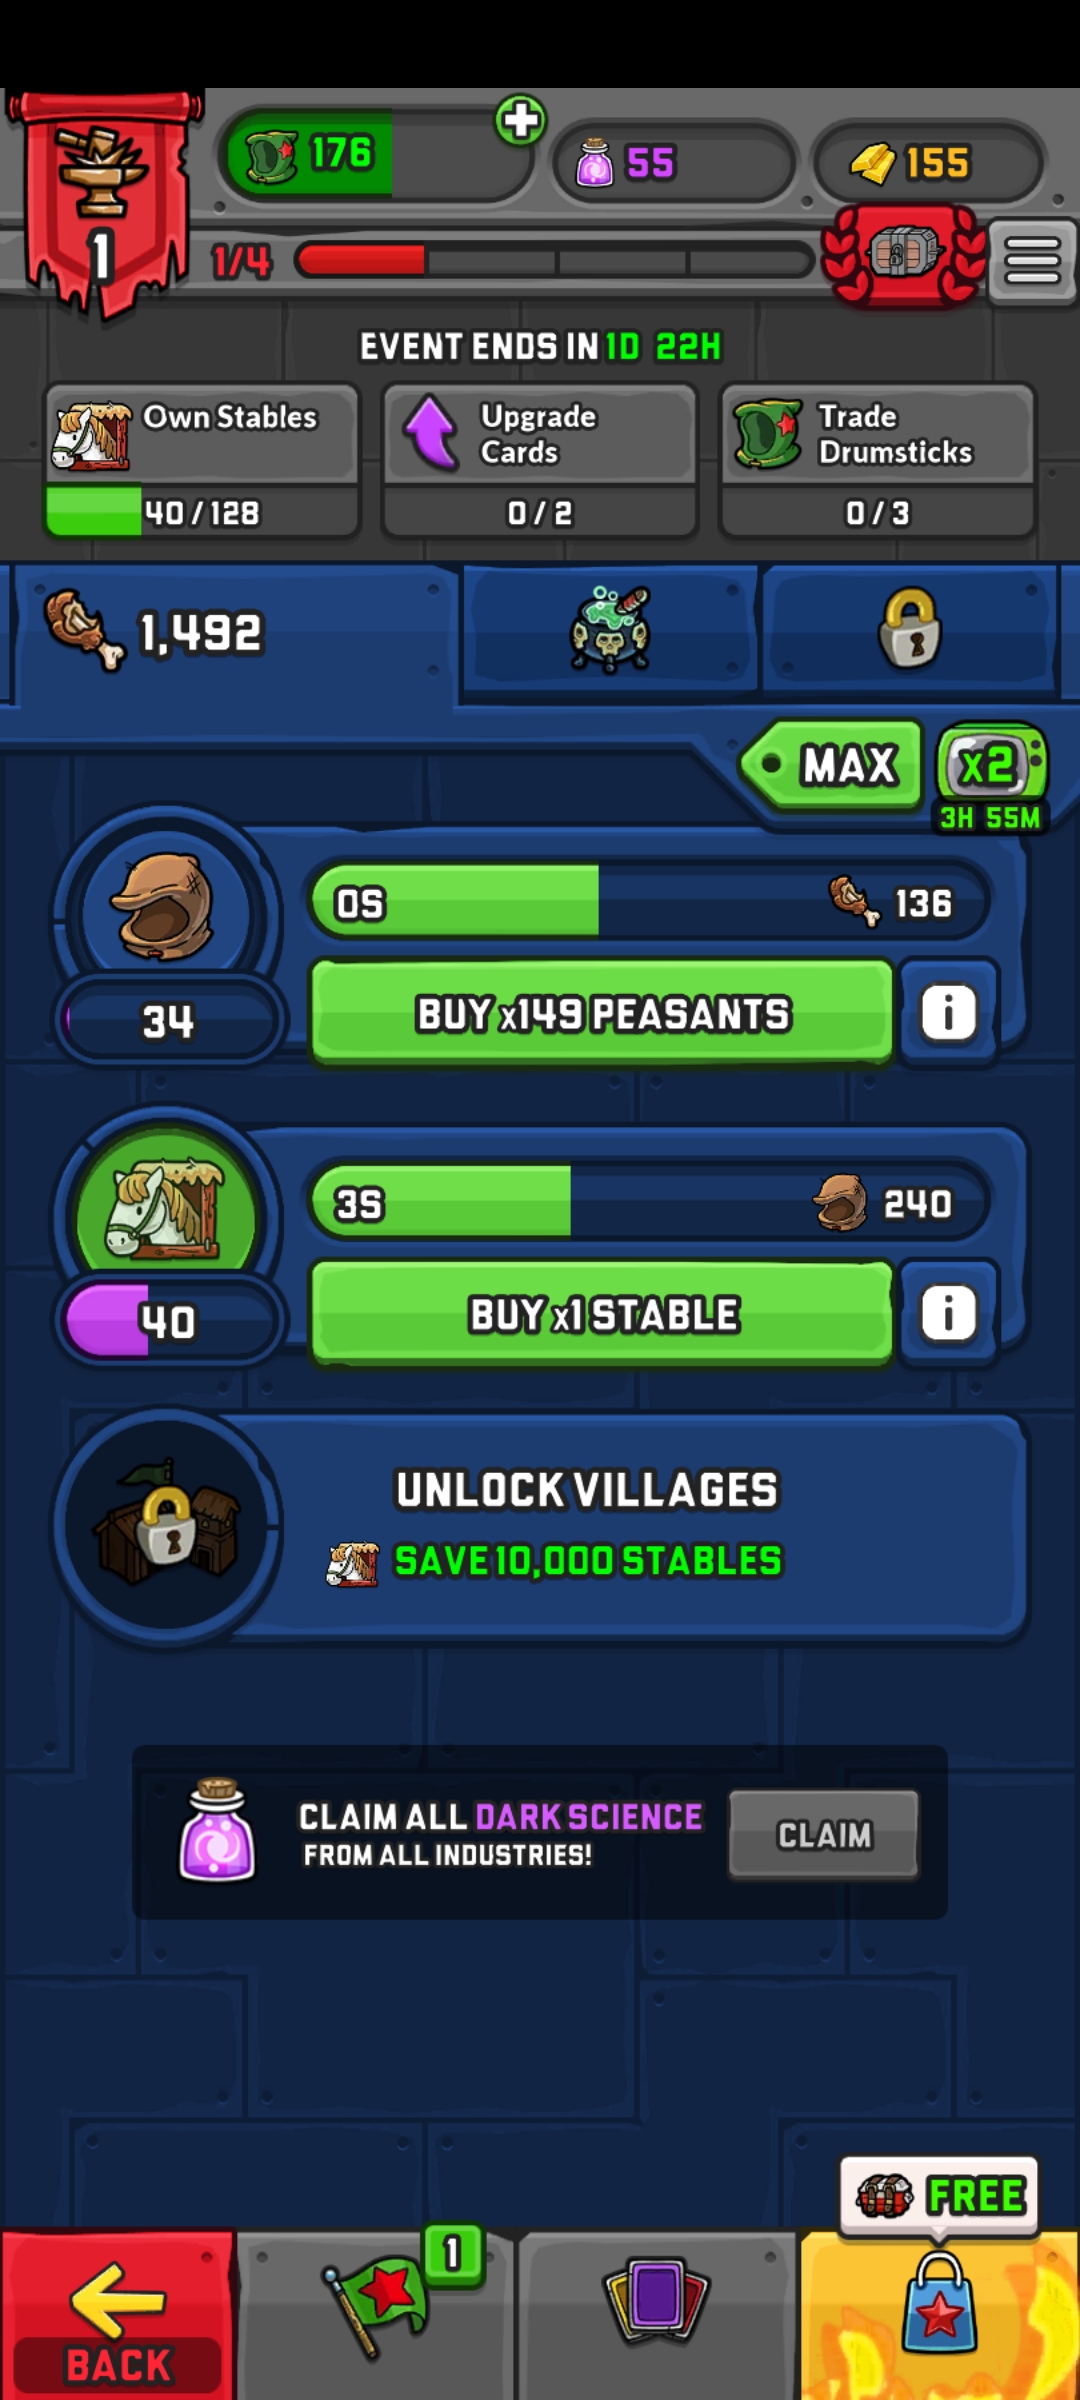 176
55
155
1
1/4
EVENT ENDS IN 1D 22H
Own Stables
40/128
Upgrade
Cards
0/2
Trade
Drumsticks
0/3
1,492
MAX
x2
3H 55M
0S
136
34
BUY x149 PEASANTS
i
3S
240
40
BUY x1 STABLE
i
UNLOCK VILLAGES
SAVE 10,000 STABLES
CLAIM ALL DARK SCIENCE
FROM ALL INDUSTRIES!
CLAIM
FREE
1
BACK